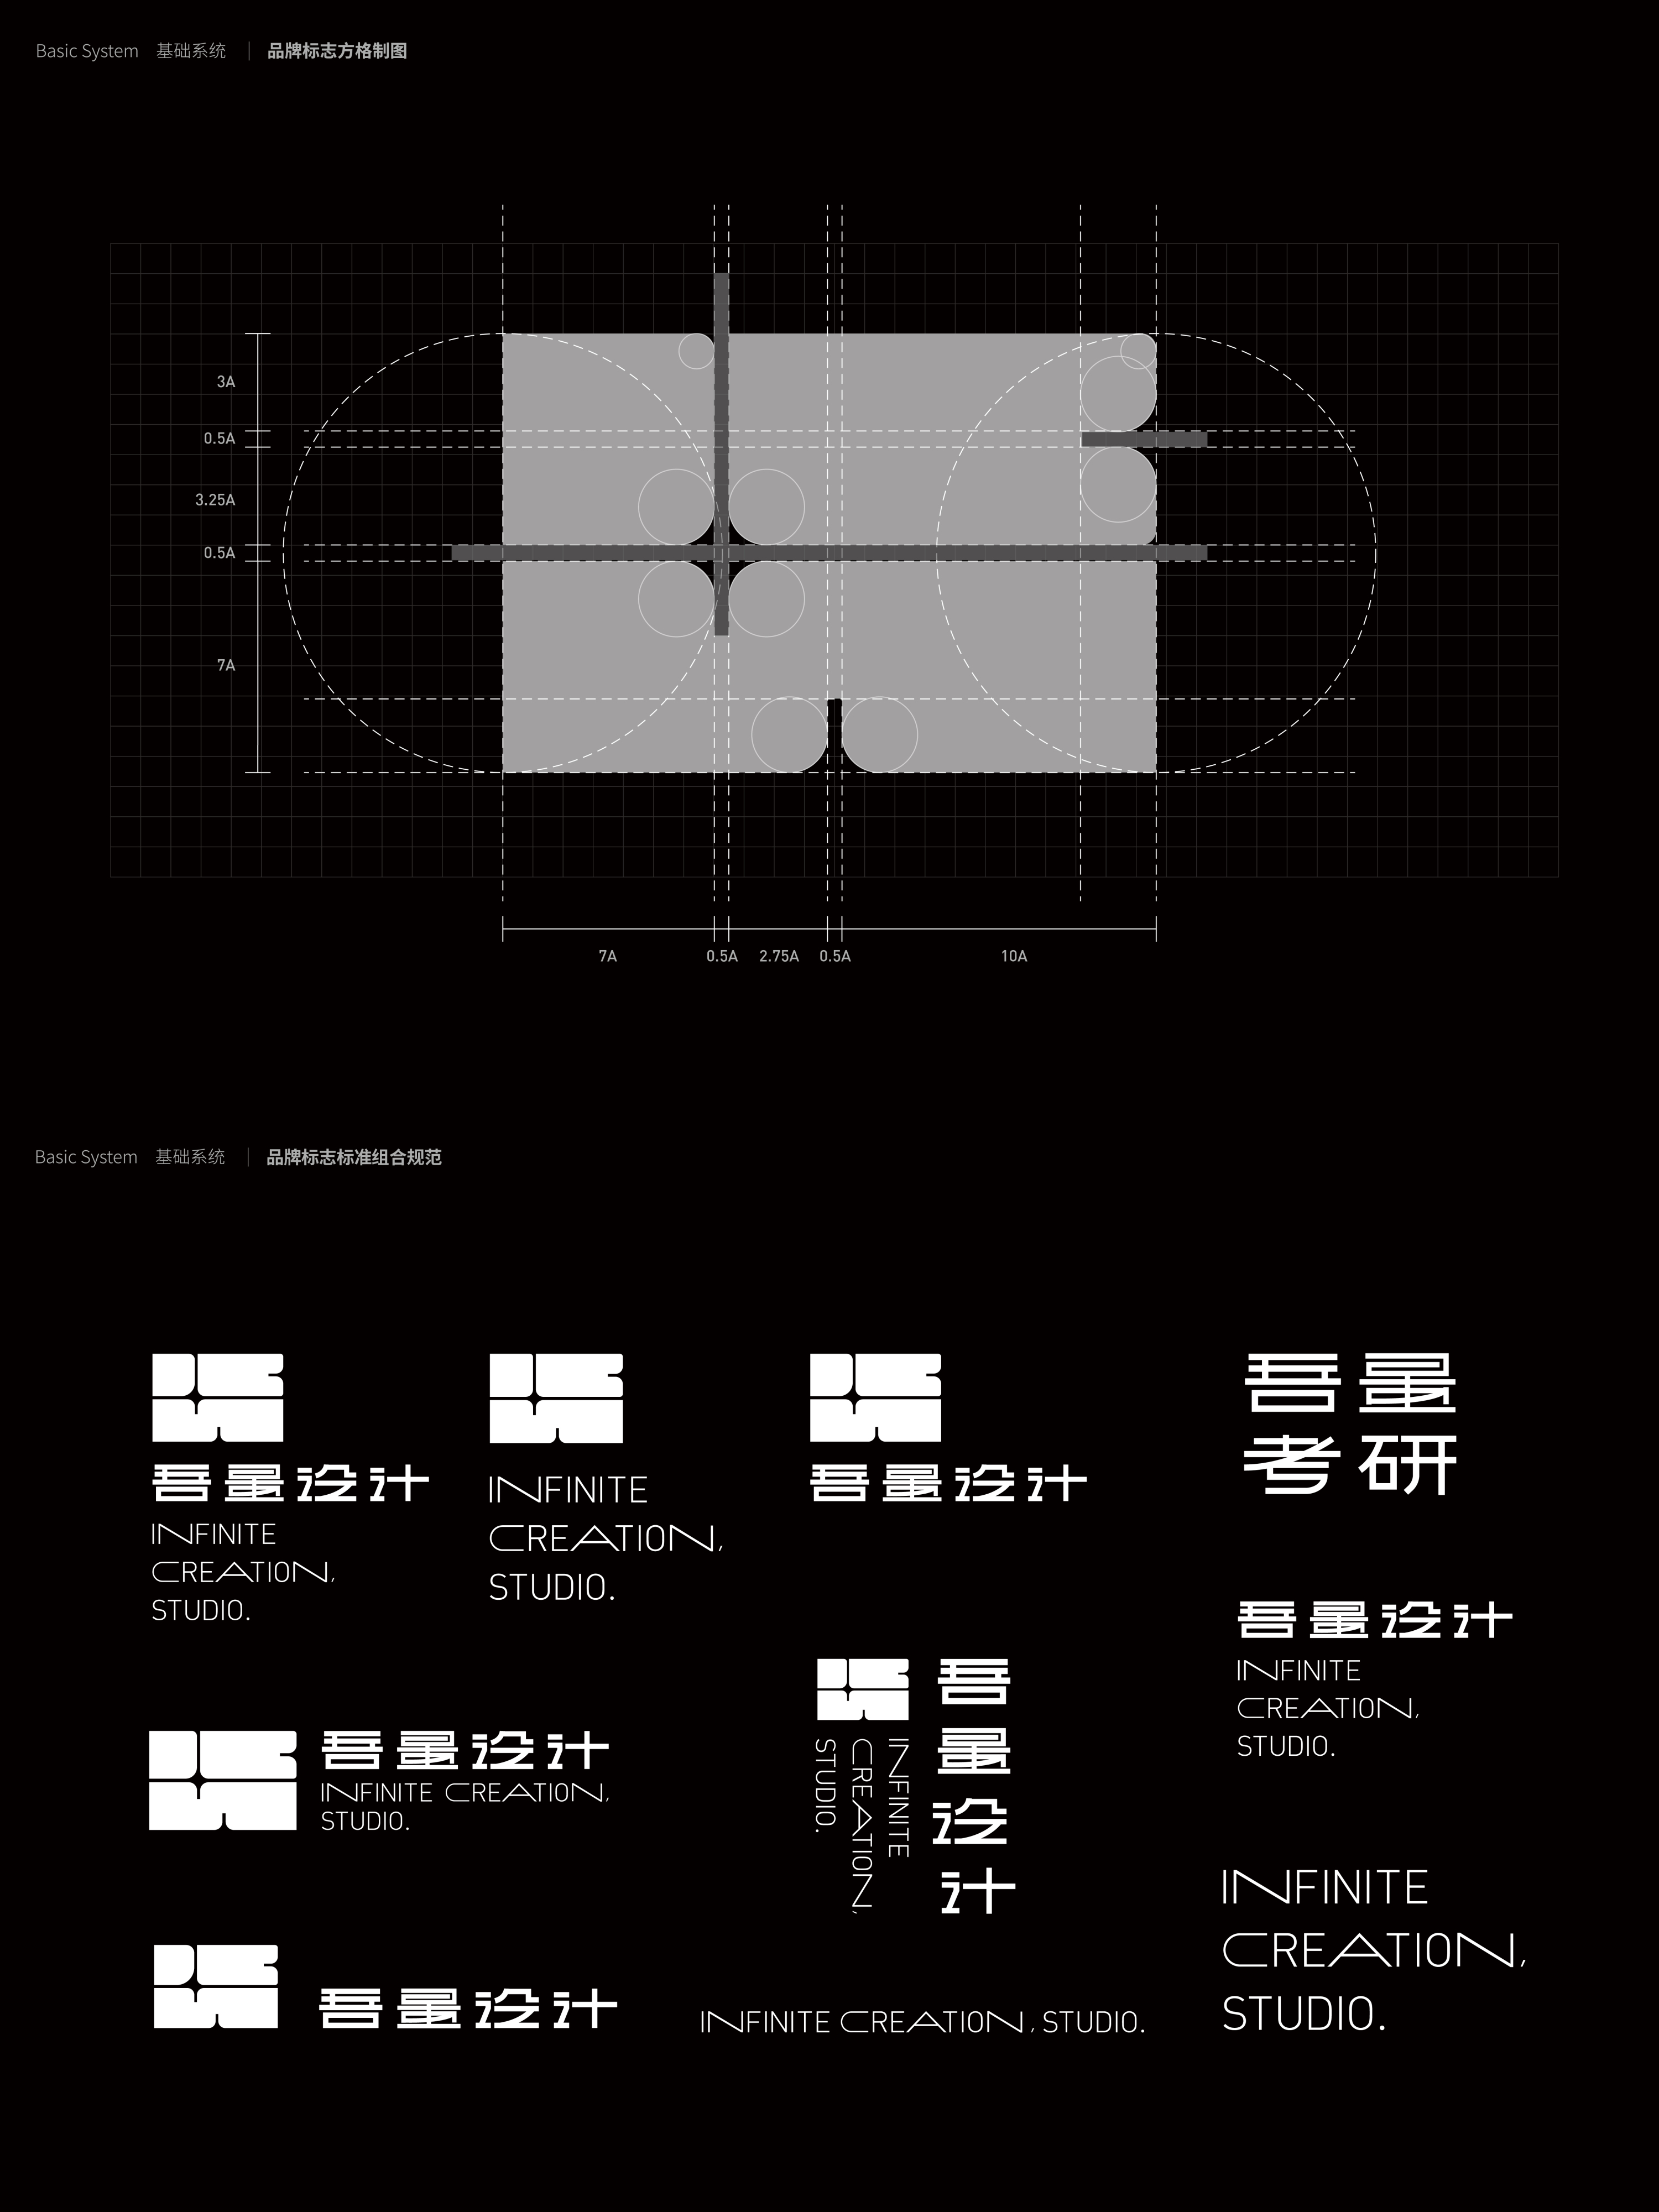 Basic System 基础系统 | 品牌标志方格制图
3A
0.5A
3.25A
0.5A
7A
7A 0.5A 2.75A 0.5A 10A
Basic System 基础系统 | 品牌标志标准组合规范
吾量设计
INFINITE
CREATION,
STUDIO.
INFINITE
CREATION,
STUDIO.
吾量设计
吾量
考研
吾量设计
INFINITE
CREATION,
STUDIO.
吾量设计
INFINITE CREATION,
STUDIO.
吾量设计
INFINITE
CREATION,
STUDIO.
吾量设计
INFINITE CREATION, STUDIO.
INFINITE
CREATION,
STUDIO.